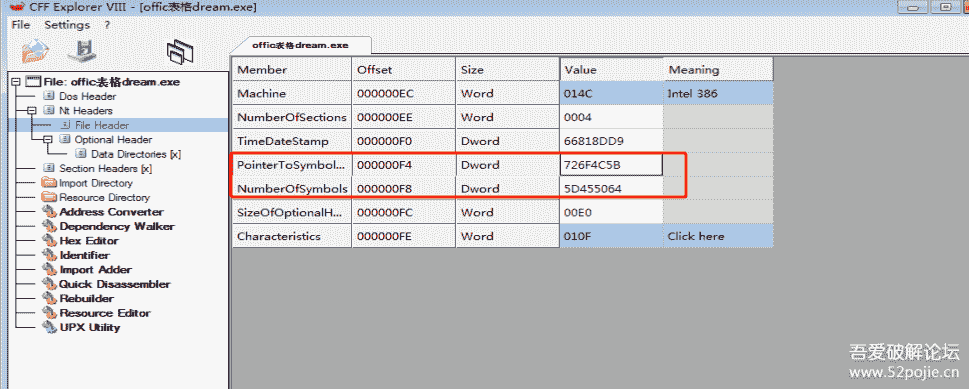 CFF Explorer VIII - [offic表格dream.exe]
File Settings ?
offic表格dream.exe
File: offic表格dream.exe
Dos Header
Nt Headers
File Header
Optional Header
Data Directories [x]
Section Headers [x]
Import Directory
Resource Directory
Address Converter
Dependency Walker
Hex Editor
Identifier
Import Adder
Quick Disassembler
Rebuilder
Resource Editor
UPX Utility
Member Offset Size Value Meaning
Machine 000000EC Word 014C Intel 386
NumberOfSections 000000EE Word 0004
TimeDateStamp 000000F0 Dword 66818DD9
PointerToSymbol... 000000F4 Dword 726F4C5B
NumberOfSymbols 000000F8 Dword 5D455064
SizeOfOptionalH... 000000FC Word 00E0
Characteristics 000000FE Word 010F Click here
吾爱破解论坛
www.52pojie.cn